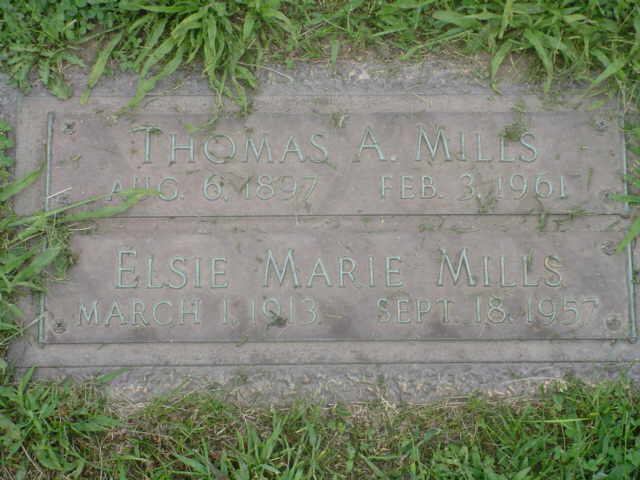 THOMAS A. MILLS
AUG. 6, 1897 FEB. 3, 1961
ELSIE MARIE MILLS
MARCH 1, 1913 SEPT. 18, 1957